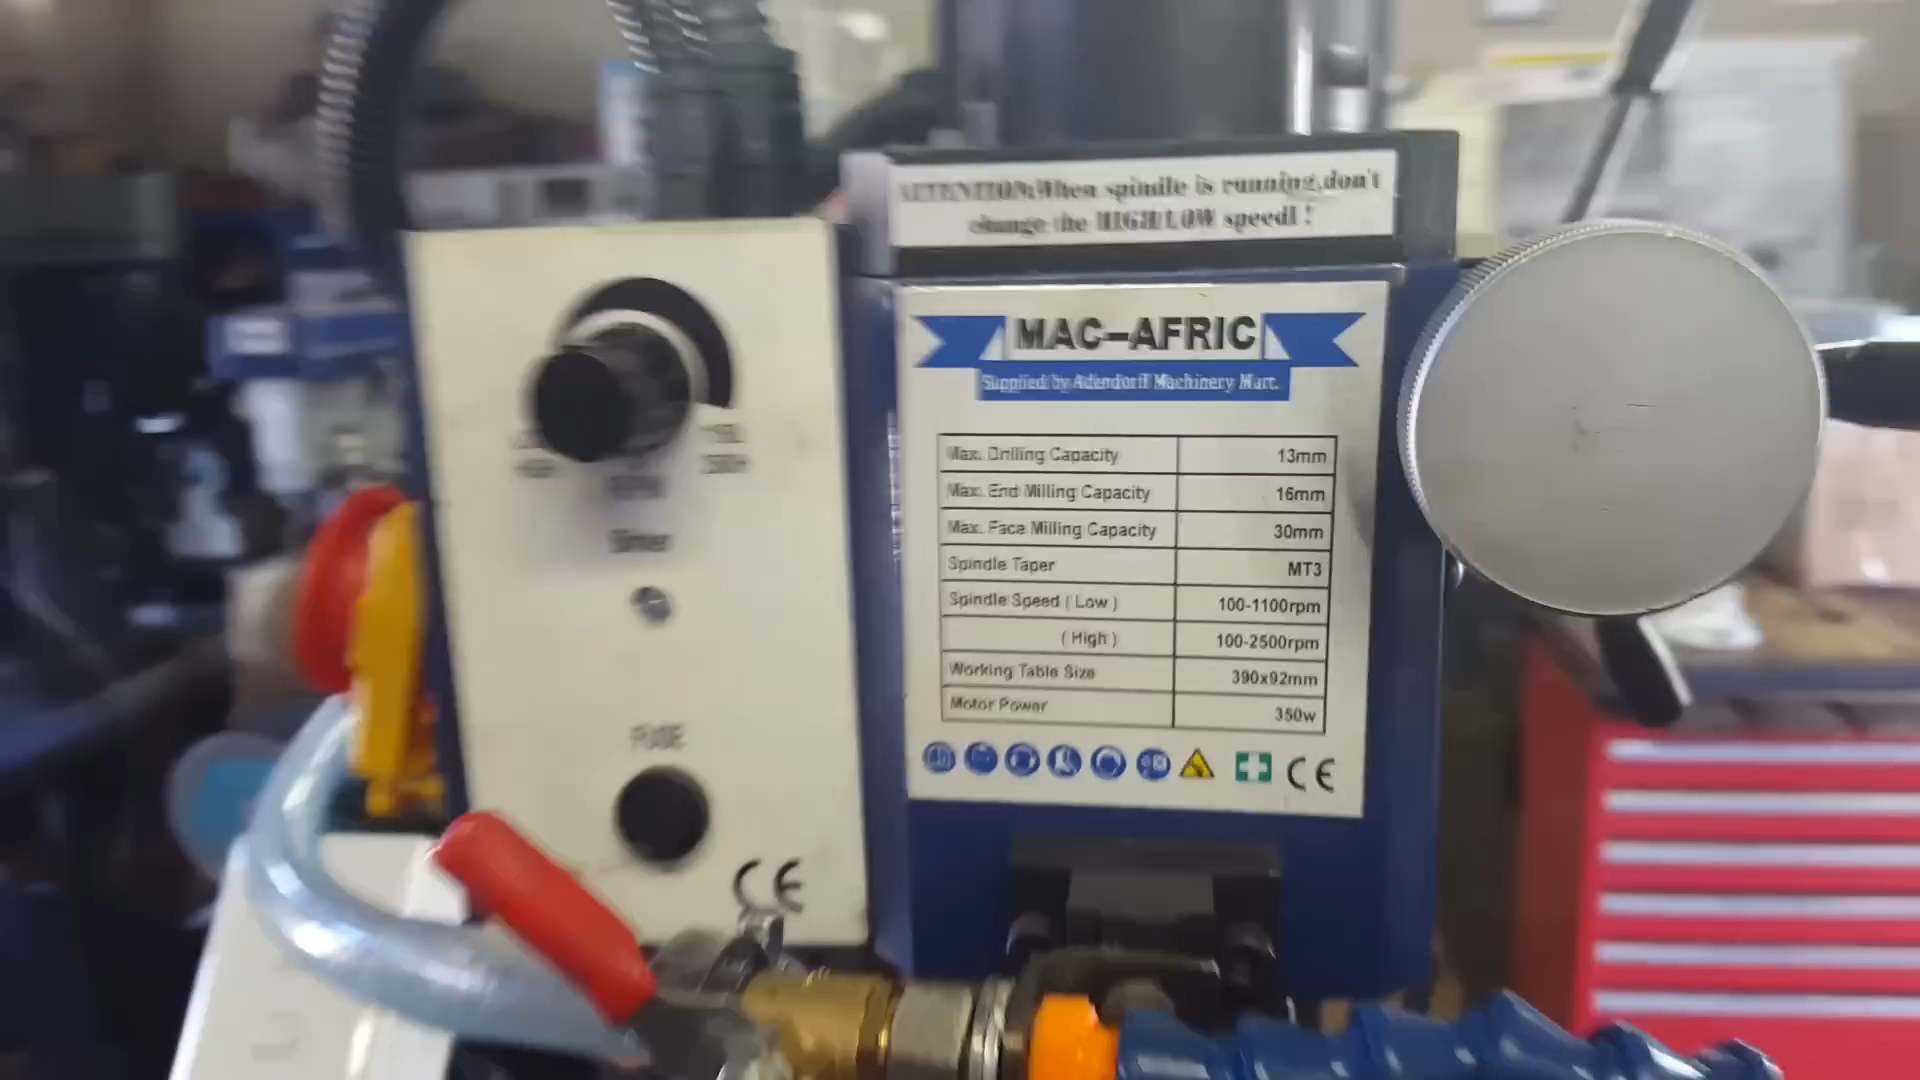 ATTENTION:When spindle is running,don't
change the HIGH/LOW speed!
MAC-AFRIC
Supplied by Adendorff Machinery Mart.
Max. Drilling Capacity 13mm
Max. End Milling Capacity 16mm
Max. Face Milling Capacity 30mm
Spindle Taper MT3
Spindle Speed ( Low ) 100-1100rpm
( High ) 100-2500rpm
Working Table Size 390x92mm
Motor Power 350w
CE
RPM
FUSE
CE